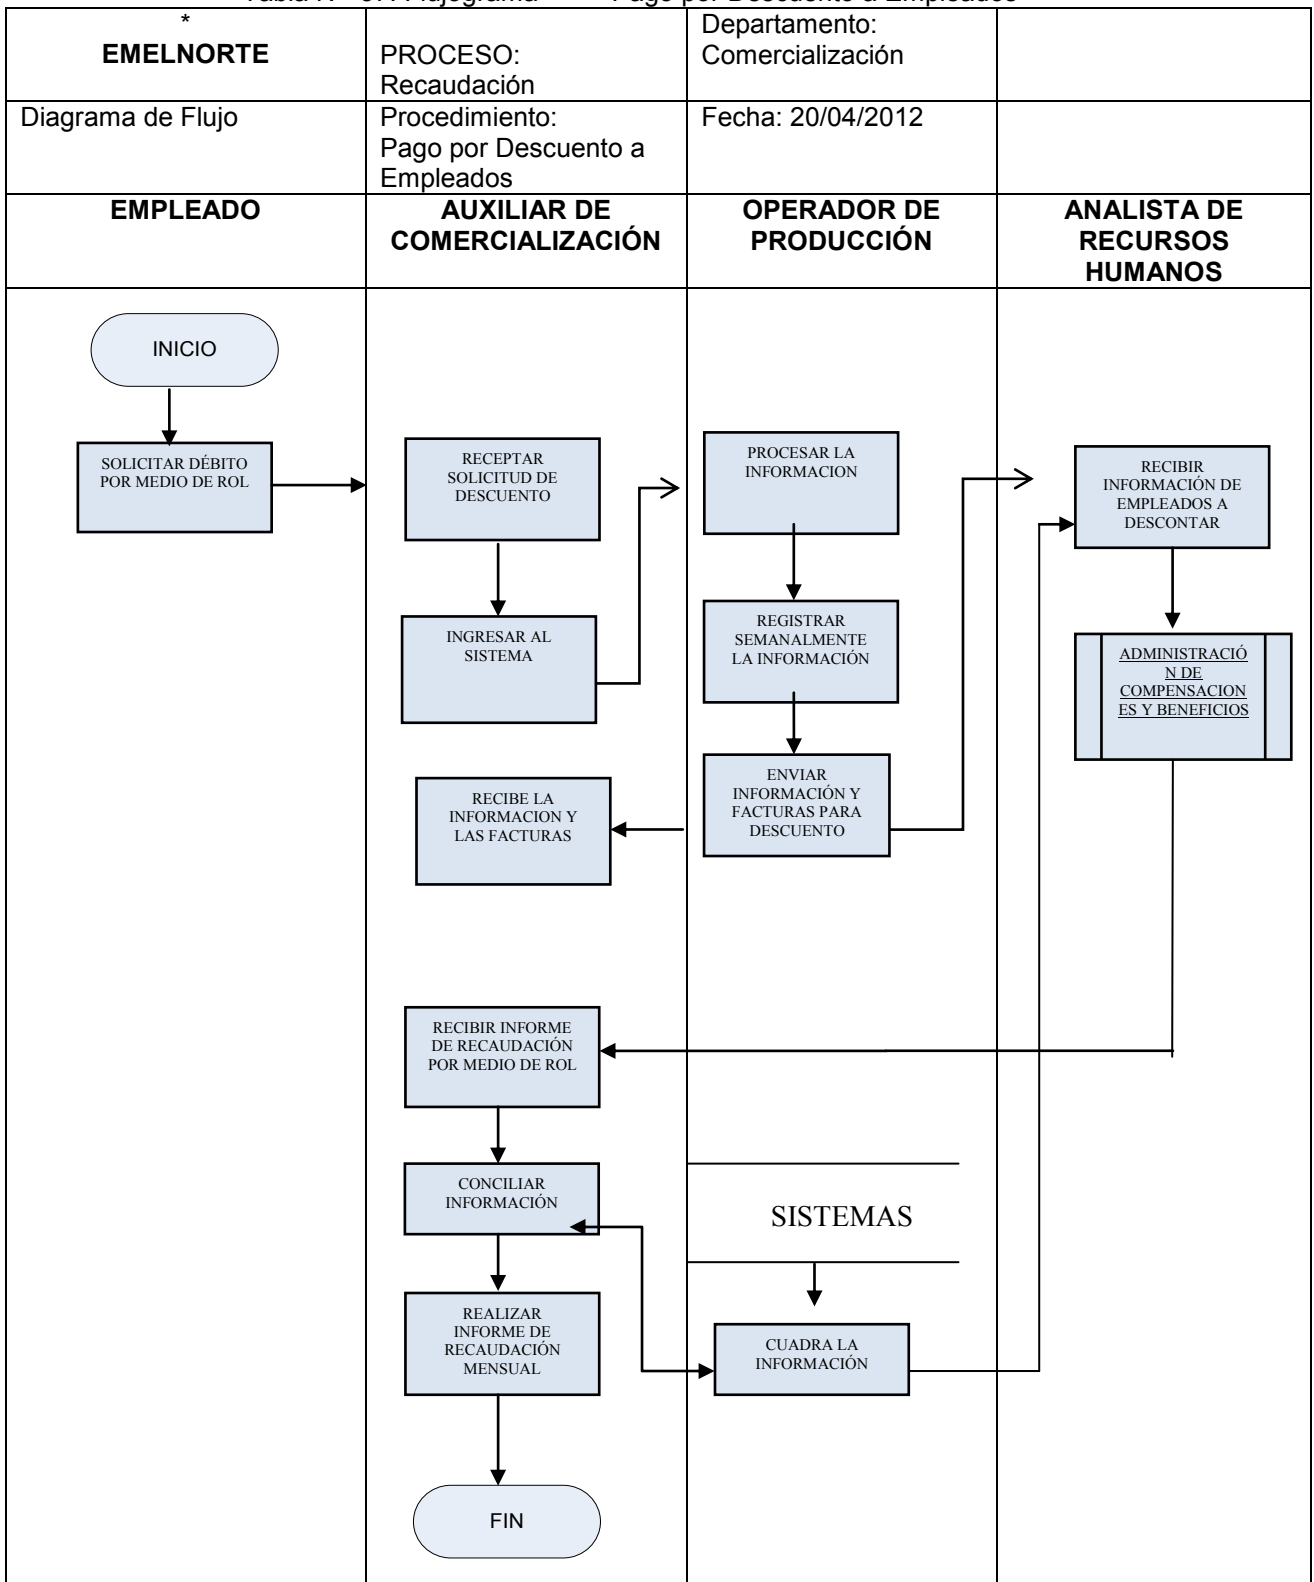 *
EMELNORTE
PROCESO:
Recaudación
Departamento:
Comercialización
Diagrama de Flujo
Procedimiento:
Pago por Descuento a
Empleados
Fecha: 20/04/2012
EMPLEADO
AUXILIAR DE
COMERCIALIZACIÓN
OPERADOR DE
PRODUCCIÓN
ANALISTA DE
RECURSOS
HUMANOS
INICIO
SOLICITAR DÉBITO
POR MEDIO DE ROL
RECEPTAR
SOLICITUD DE
DESCUENTO
INGRESAR AL
SISTEMA
PROCESAR LA
INFORMACION
REGISTRAR
SEMANALMENTE
LA INFORMACIÓN
ENVIAR
INFORMACIÓN Y
FACTURAS PARA
DESCUENTO
RECIBE LA
INFORMACION Y
LAS FACTURAS
RECIBIR
INFORMACIÓN DE
EMPLEADOS A
DESCONTAR
ADMINISTRACIÓ
N DE
COMPENSACION
ES Y BENEFICIOS
RECIBIR INFORME
DE RECAUDACIÓN
POR MEDIO DE ROL
CONCILIAR
INFORMACIÓN
SISTEMAS
CUADRA LA
INFORMACIÓN
REALIZAR
INFORME DE
RECAUDACIÓN
MENSUAL
FIN